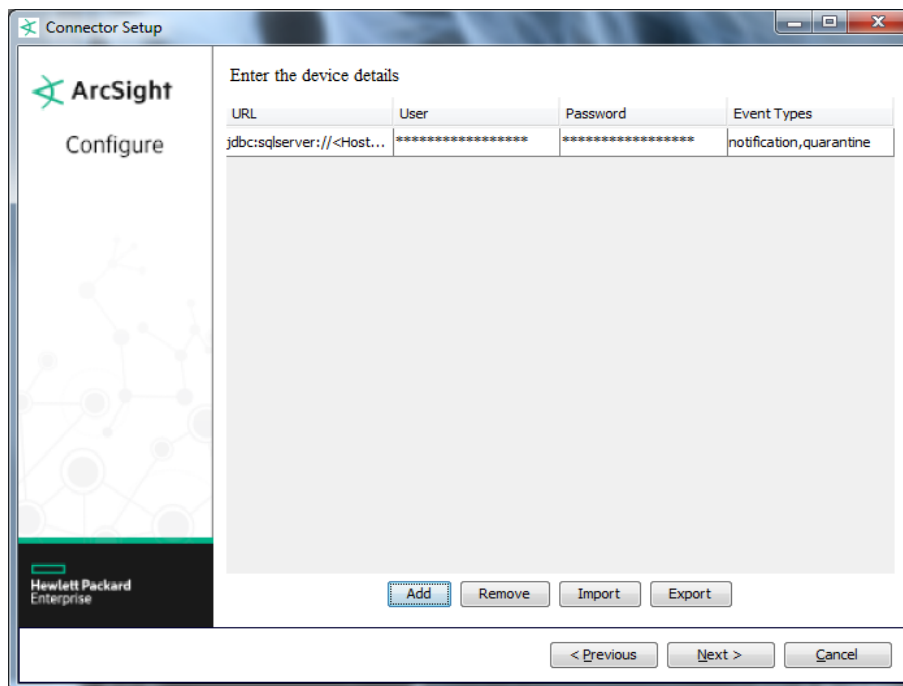 Connector Setup
ArcSight
Configure
Enter the device details
URL User Password Event Types
jdbc:sqlserver://<Host... ***************** ***************** notification,quarantine
Hewlett Packard
Enterprise
Add Remove Import Export
< Previous Next > Cancel